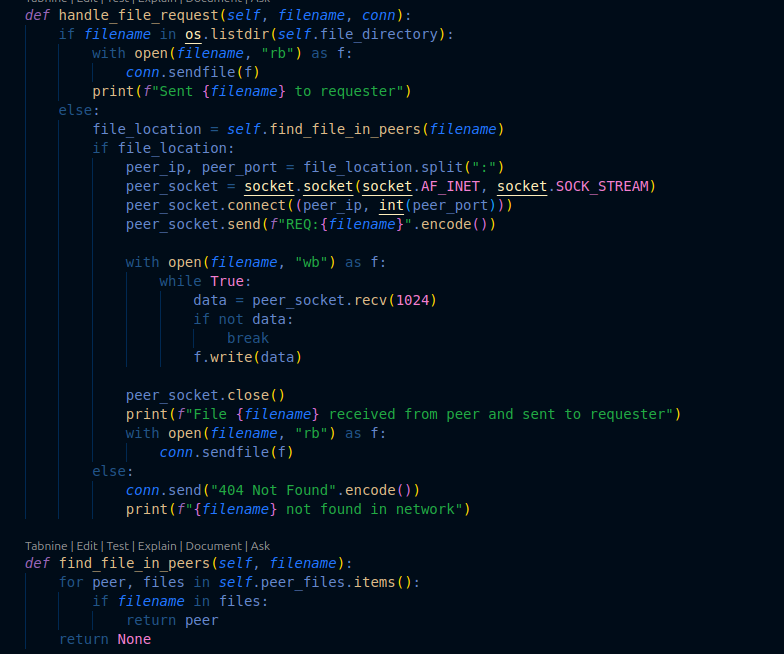 Tabnine | Edit | Test | Explain | Document | Ask
def handle_file_request(self, filename, conn):
    if filename in os.listdir(self.file_directory):
        with open(filename, "rb") as f:
            conn.sendfile(f)
        print(f"Sent {filename} to requester")
    else:
        file_location = self.find_file_in_peers(filename)
        if file_location:
            peer_ip, peer_port = file_location.split(":")
            peer_socket = socket.socket(socket.AF_INET, socket.SOCK_STREAM)
            peer_socket.connect((peer_ip, int(peer_port)))
            peer_socket.send(f"REQ:{filename}".encode())

            with open(filename, "wb") as f:
                while True:
                    data = peer_socket.recv(1024)
                    if not data:
                        break
                    f.write(data)

            peer_socket.close()
            print(f"File {filename} received from peer and sent to requester")
            with open(filename, "rb") as f:
                conn.sendfile(f)
        else:
            conn.send("404 Not Found".encode())
            print(f"{filename} not found in network")

Tabnine | Edit | Test | Explain | Document | Ask
def find_file_in_peers(self, filename):
    for peer, files in self.peer_files.items():
        if filename in files:
            return peer
    return None